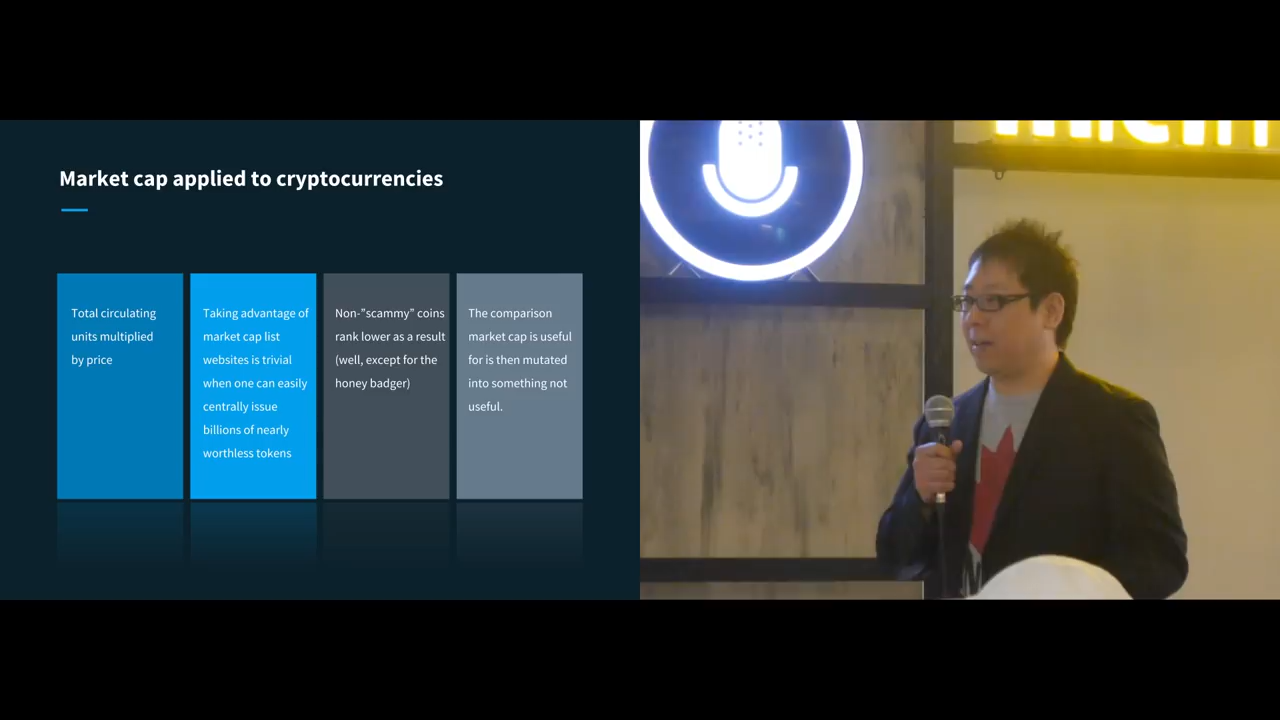 Market cap applied to cryptocurrencies
Total circulating
units multiplied
by price
Taking advantage of
market cap list
websites is trivial
when one can easily
centrally issue
billions of nearly
worthless tokens
Non-”scammy” coins
rank lower as a result
(well, except for the
honey badger)
The comparison
market cap is useful
for is then mutated
into something not
useful.